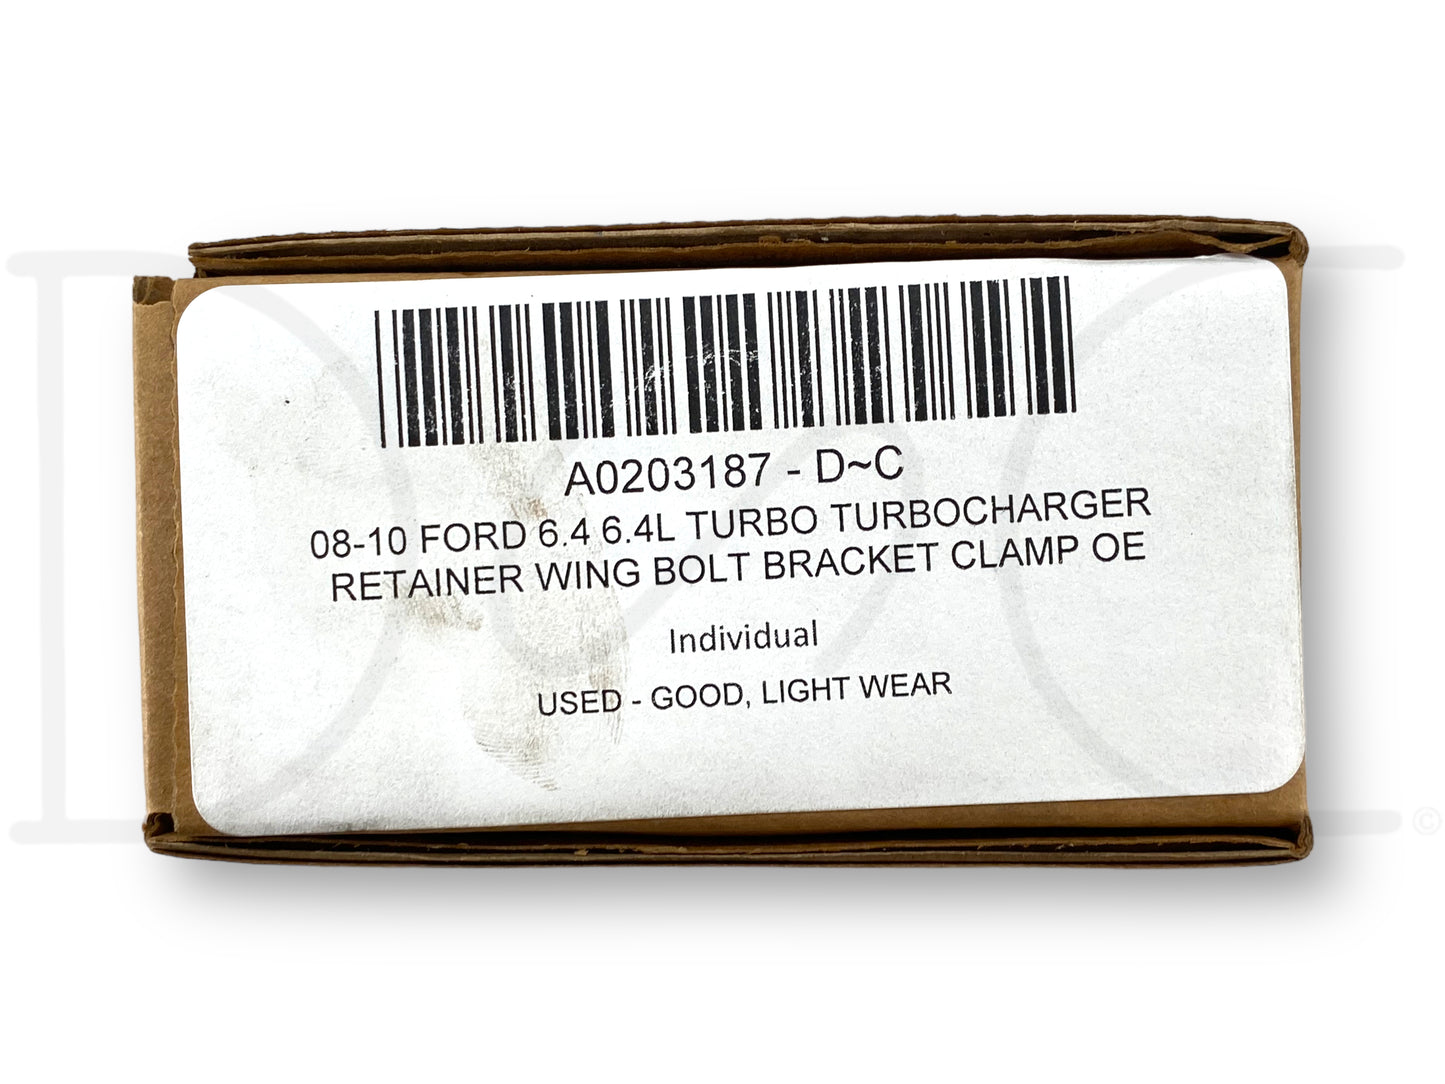 A0203187 - D~C
08-10 FORD 6.4 6.4L TURBO TURBOCHARGER
RETAINER WING BOLT BRACKET CLAMP OE
Individual
USED - GOOD, LIGHT WEAR
D C
©